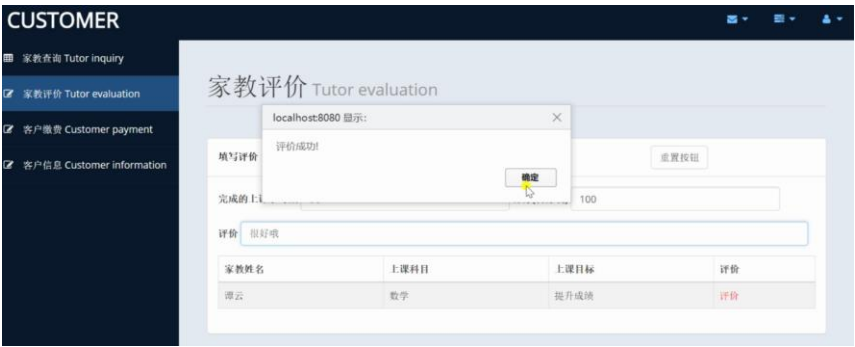 CUSTOMER
家教查询 Tutor inquiry
家教评价 Tutor evaluation
客户缴费 Customer payment
客户信息 Customer information
家教评价 Tutor evaluation
localhost:8080 显示:
评价成功!
确定
填写评价
重置按钮
完成的上
100
评价 很好哦
家教姓名 上课科目 上课目标 评价
谭云 数学 提升成绩 评价